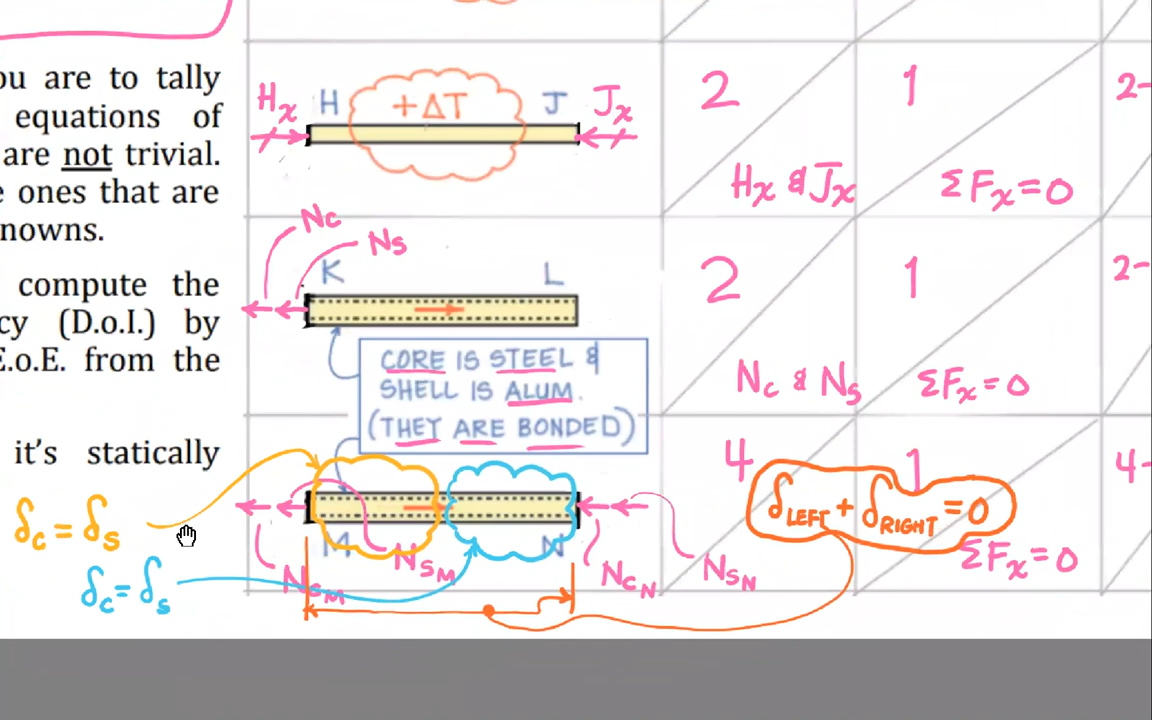 ou are to tally
equations of
are not trivial.
e ones that are
nowns.
compute the
cy (D.o.I.) by
E.o.E. from the
it's statically
Hx H +ΔT J Jx
2 1 2-
Hx & Jx ΣFx=0
Nc
Ns
K L
2 1 2-
Nc & Ns ΣFx=0
CORE IS STEEL &
SHELL IS ALUM.
(THEY ARE BONDED)
4 1 4-
δLEFT + δRIGHT = 0
ΣFx=0
δc = δs
δc = δs
M N
NsM
NsM
NcN
NsN